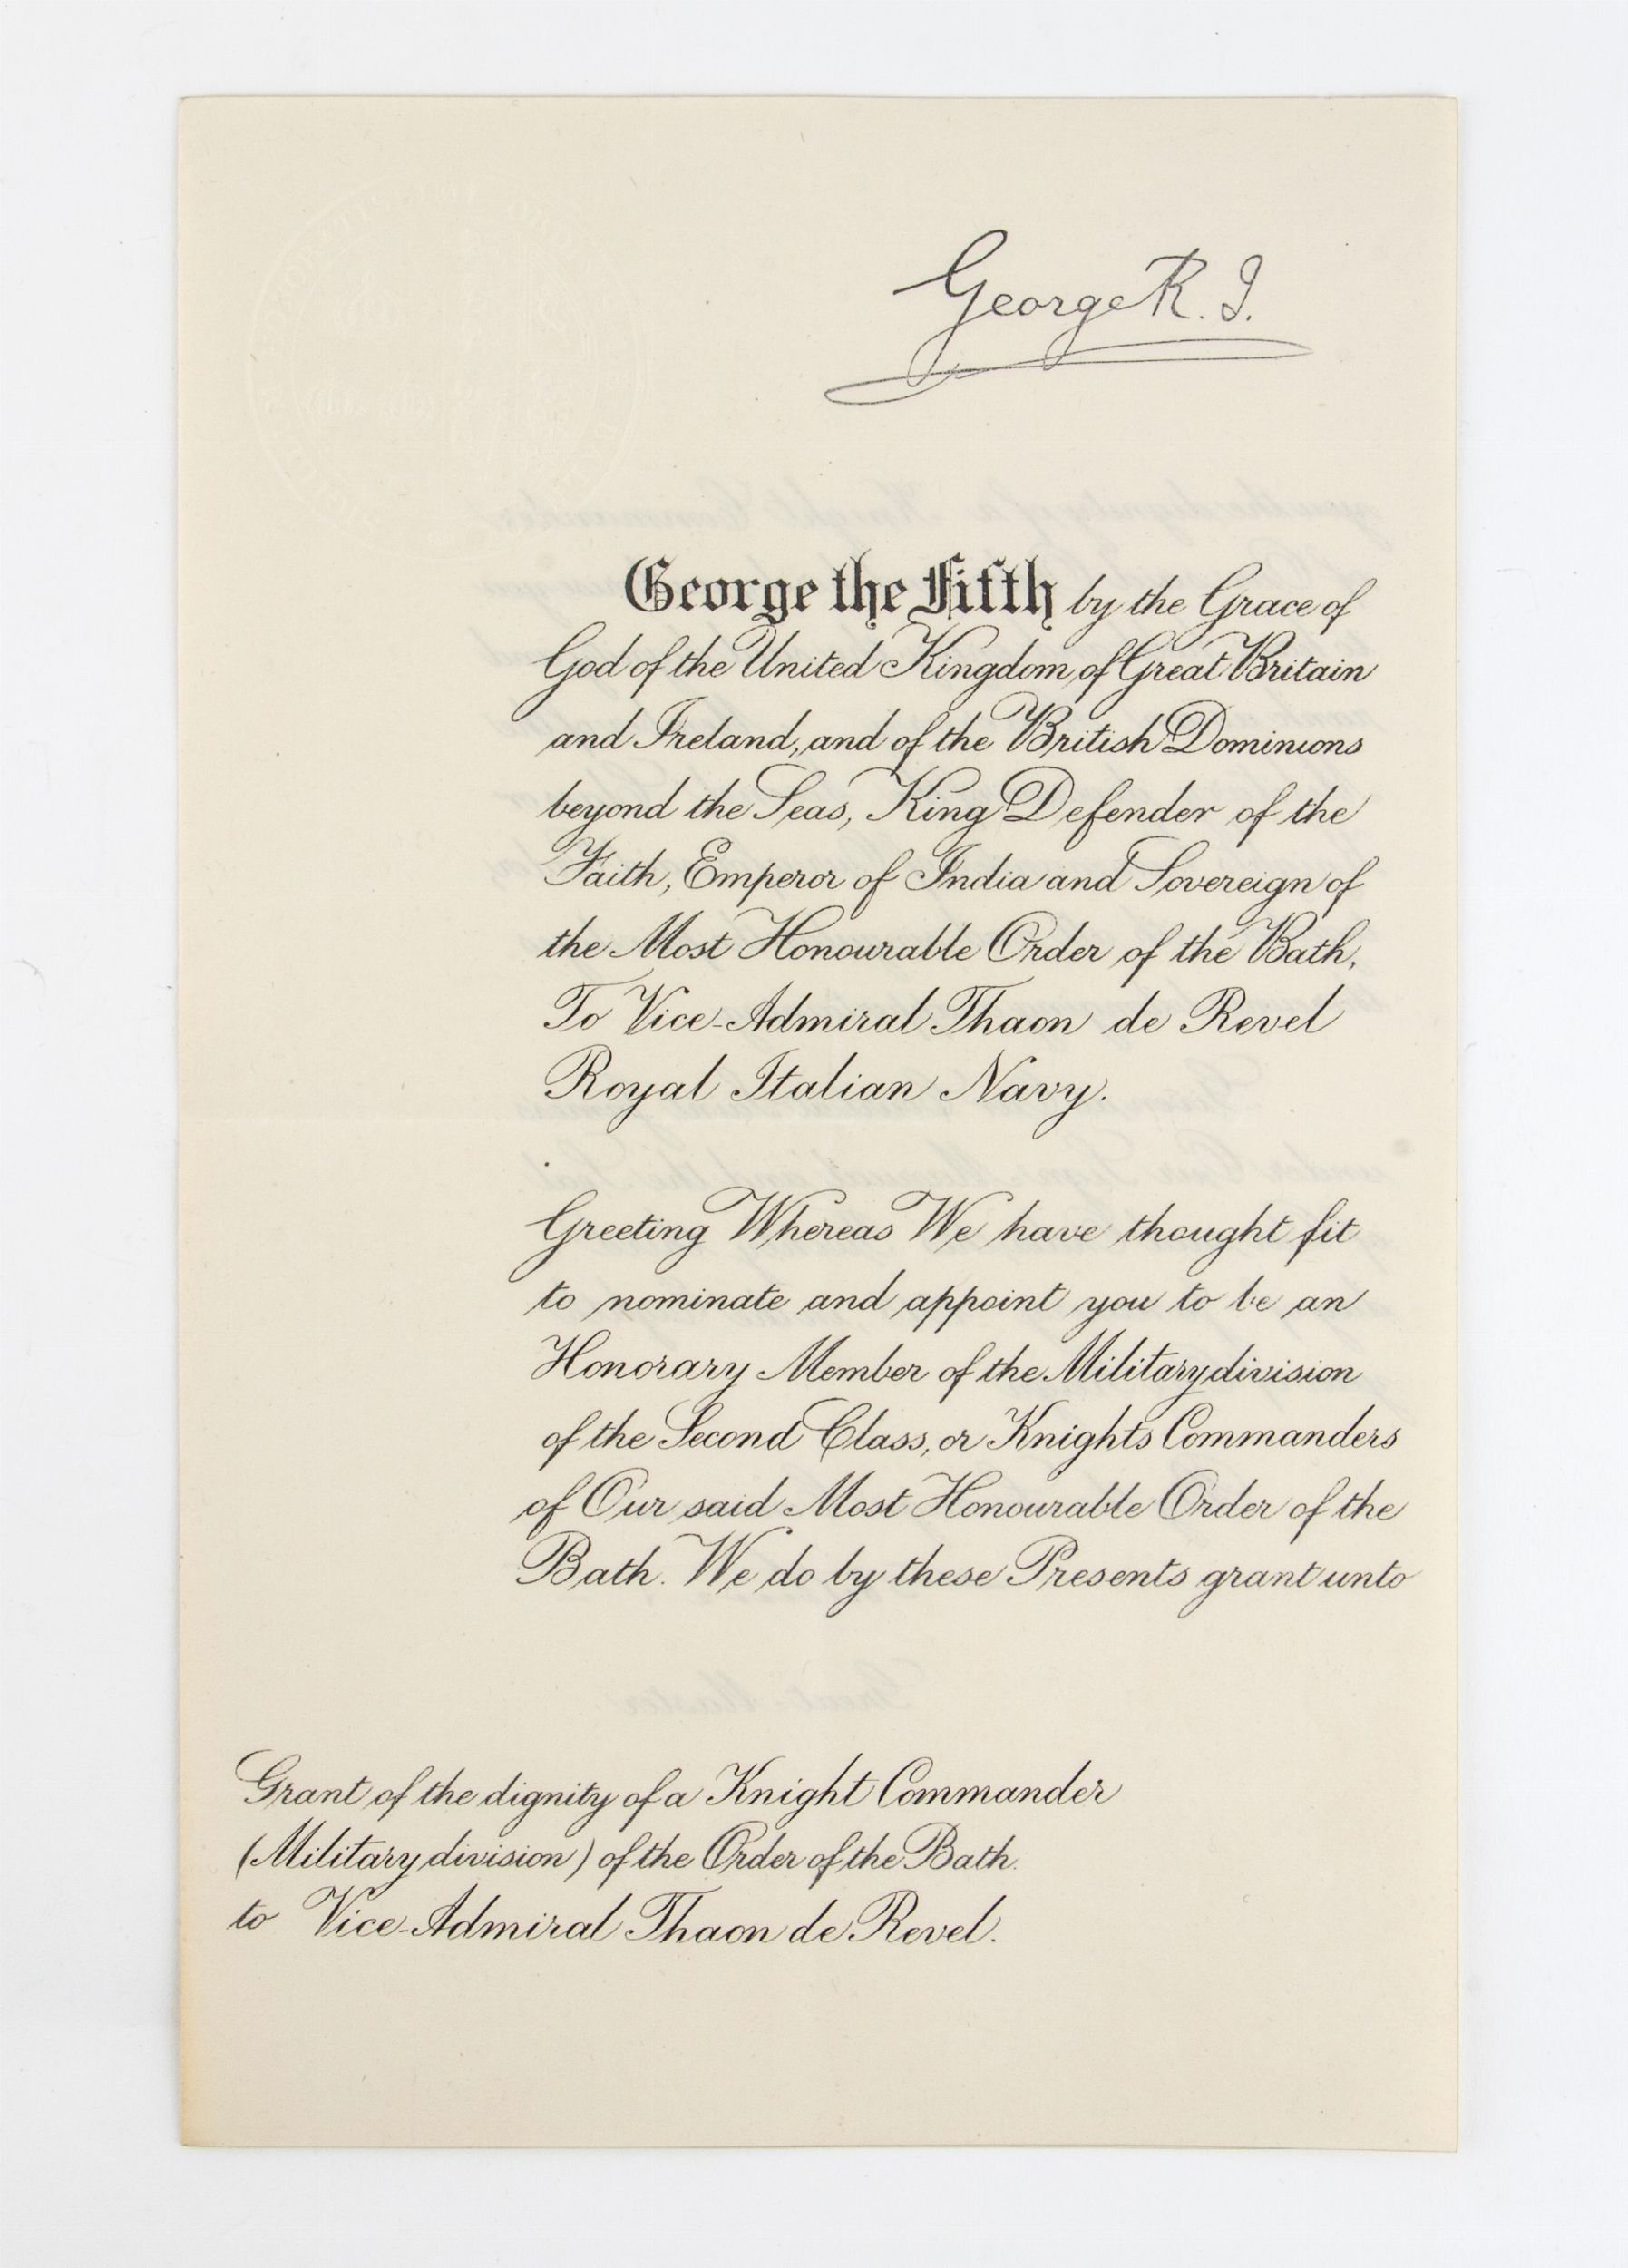 George R. I.
George the Fifth by the Grace of
God of the United Kingdom of Great Britain
and Ireland, and of the British Dominions
beyond the Seas, King Defender of the
Faith, Emperor of India and Sovereign of
the Most Honourable Order of the Bath,
To Vice-Admiral Thaon de Revel
Royal Italian Navy.
Greeting Whereas We have thought fit
to nominate and appoint you to be an
Honorary Member of the Military division
of the Second Class, or Knights Commanders
of Our said Most Honourable Order of the
Bath. We do by these Presents grant unto
Grant of the dignity of a Knight Commander
(Military division) of the Order of the Bath.
to Vice-Admiral Thaon de Revel.